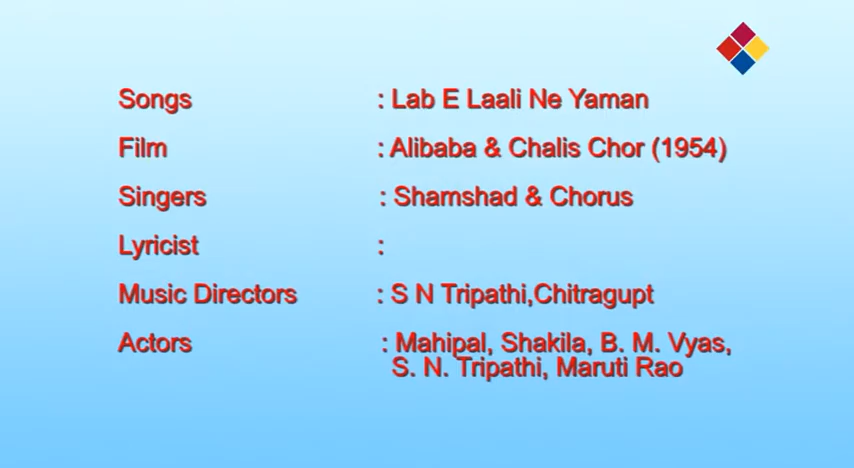 Songs : Lab E Laali Ne Yaman
Film : Alibaba & Chalis Chor (1954)
Singers : Shamshad & Chorus
Lyricist :
Music Directors : S N Tripathi,Chitragupt
Actors : Mahipal, Shakila, B. M. Vyas,
S. N. Tripathi, Maruti Rao